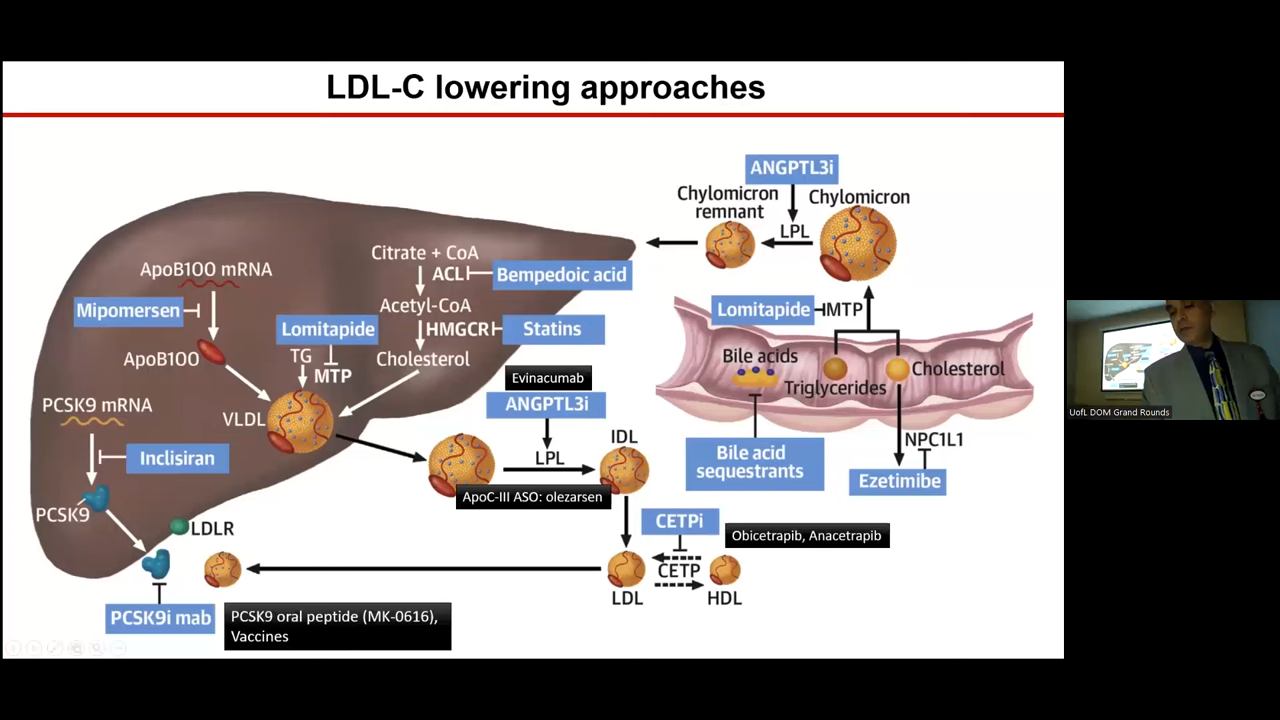 LDL-C lowering approaches
ANGPTL3i
Chylomicron
remnant
Chylomicron
LPL
Citrate + CoA
ACL
Bempedoic acid
ApoB100 mRNA
Mipomersen
Acetyl-CoA
Lomitapide
HMGCR
Statins
ApoB100
TG
MTP
Cholesterol
Lomitapide
MTP
Bile acids
Triglycerides
Cholesterol
Evinacumab
ANGPTL3i
PCSK9 mRNA
VLDL
LPL
IDL
Inclisiran
Bile acid
sequestrants
NPC1L1
Ezetimibe
ApoC-III ASO: olezarsen
PCSK9
LDLR
CETPi
Obicetrapib, Anacetrapib
CETP
LDL
HDL
PCSK9i mab
PCSK9 oral peptide (MK-0616),
Vaccines
UofL DOM Grand Rounds